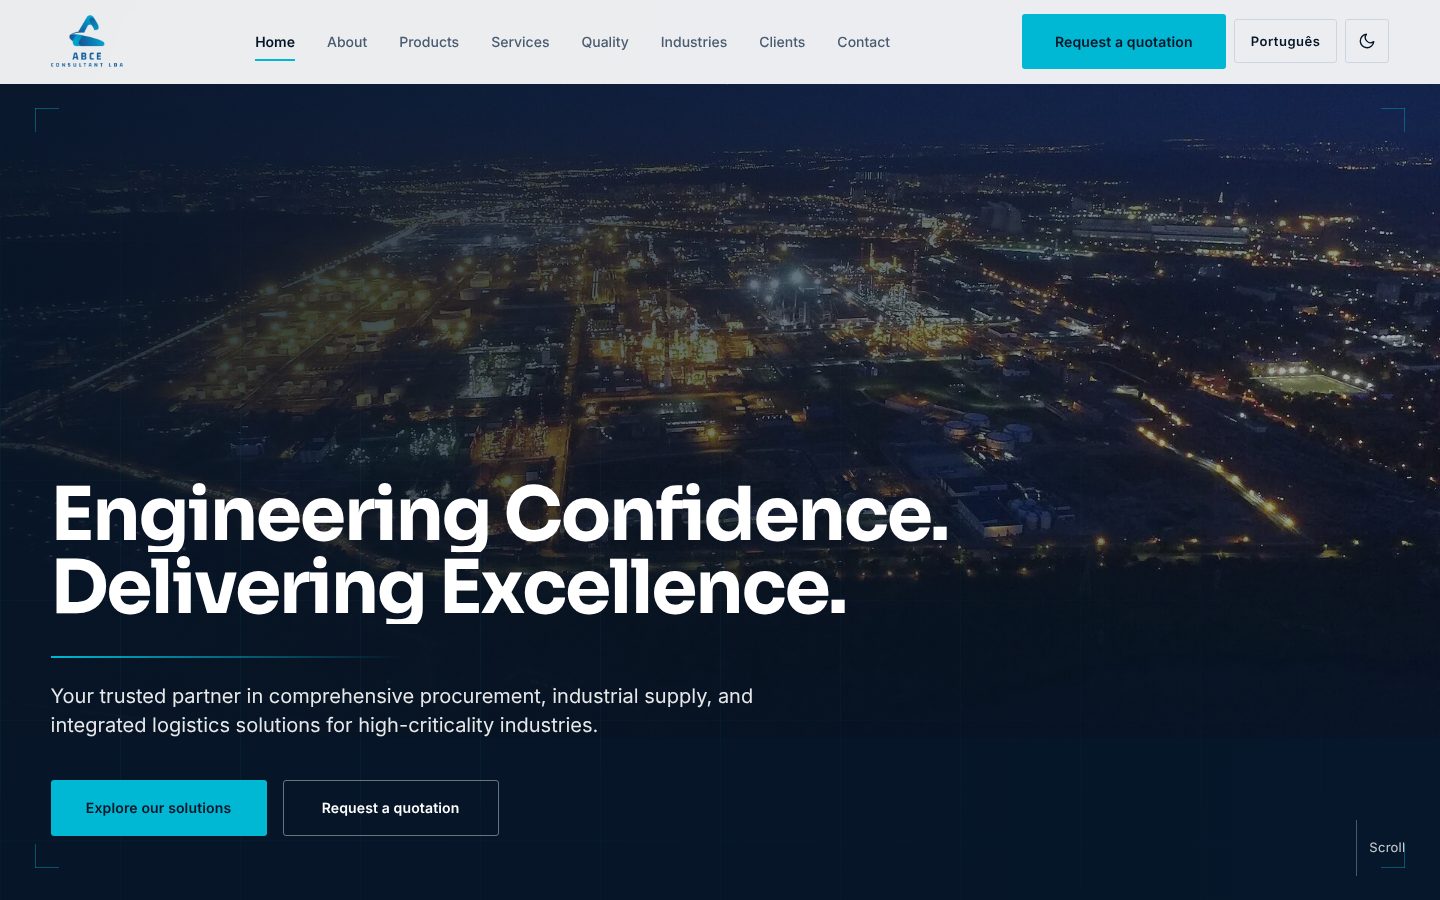 ABCE
CONSULTANT LDA
Home
About
Products
Services
Quality
Industries
Clients
Contact
Request a quotation
Português
Engineering Confidence.
Delivering Excellence.
Your trusted partner in comprehensive procurement, industrial supply, and
integrated logistics solutions for high-criticality industries.
Explore our solutions
Request a quotation
Scroll